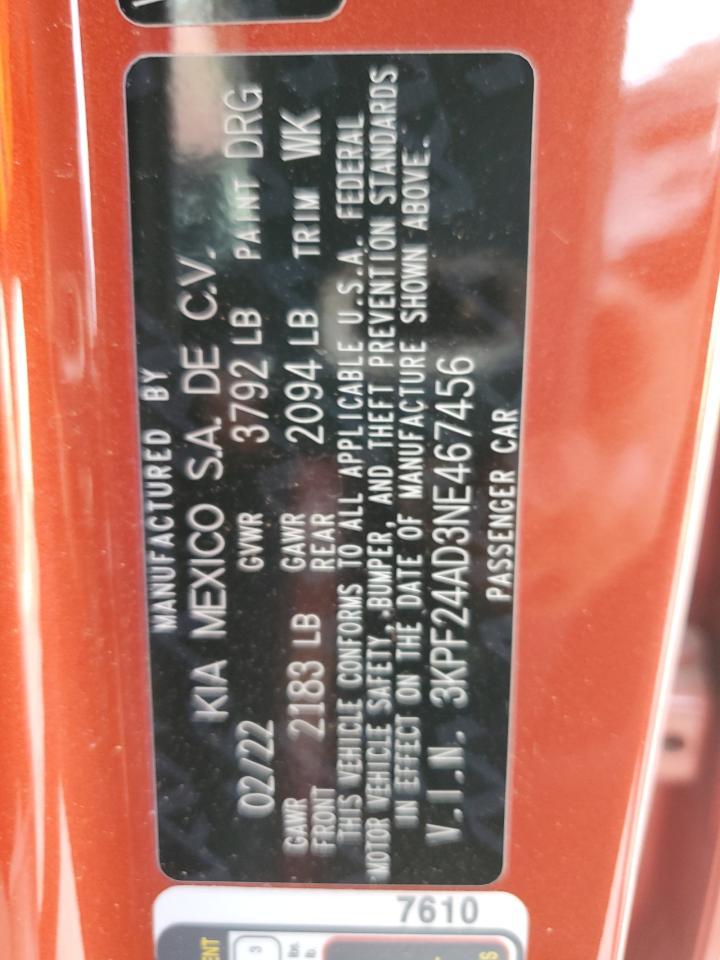 MANUFACTURED BY
KIA MEXICO S.A. DE C.V.
02/22 GVWR 3792 LB PAINT DRG
GAWR FRONT 2183 LB GAWR REAR 2094 LB TRIM WK
THIS VEHICLE CONFORMS TO ALL APPLICABLE U.S.A. FEDERAL
MOTOR VEHICLE SAFETY, BUMPER, AND THEFT PREVENTION STANDARDS
IN EFFECT ON THE DATE OF MANUFACTURE SHOWN ABOVE.
V.I.N. 3KPF24AD3NE467456
PASSENGER CAR
7610
3